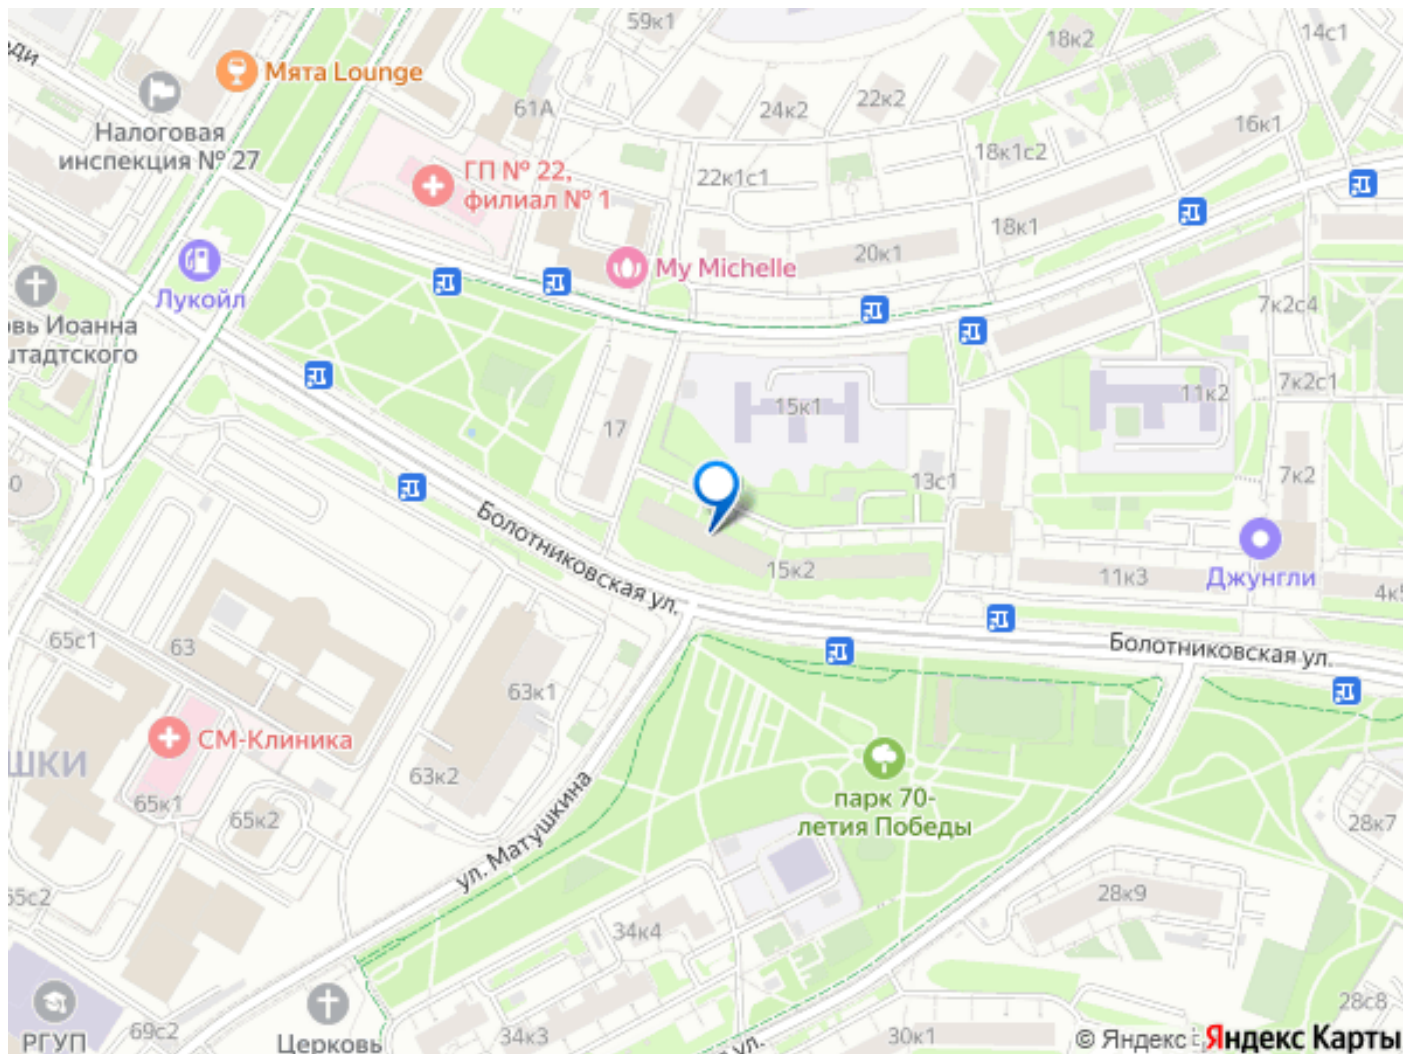 59к1
18к2
14с1
Мята Lounge
24к2
22к2
61А
16к1
Налоговая
инспекция № 27
ГП № 22,
филиал № 1
22к1с1
18к1с2
18к1
20к1
My Michelle
Лукойл
7к2с4
вь Иоанна
штадтского
7к2с1
15к1
11к2
17
7к2
13с1
Болотниковская ул.
15к2
11к3
Джунгли
65с1
63
Болотниковская ул.
63к1
СМ-Клиника
ШКИ
63к2
65к1
65к2
парк 70-
летия Победы
28к7
ул. Матушкина
28к9
34к4
28с8
РГУП
69с2
Церковь
34к3
30к1
© Яндекс
Яндекс Карты